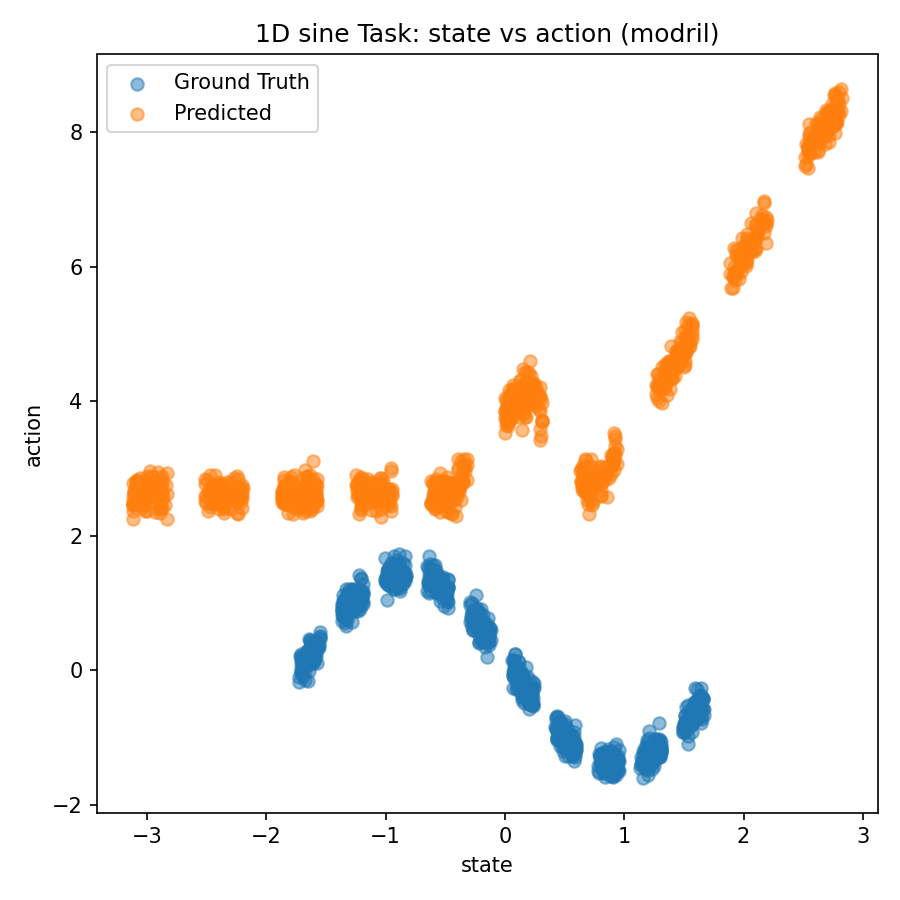 1D sine Task: state vs action (modril)
Ground Truth
Predicted
8
6
4
2
0
−2
action
−3
−2
−1
0
1
2
3
state